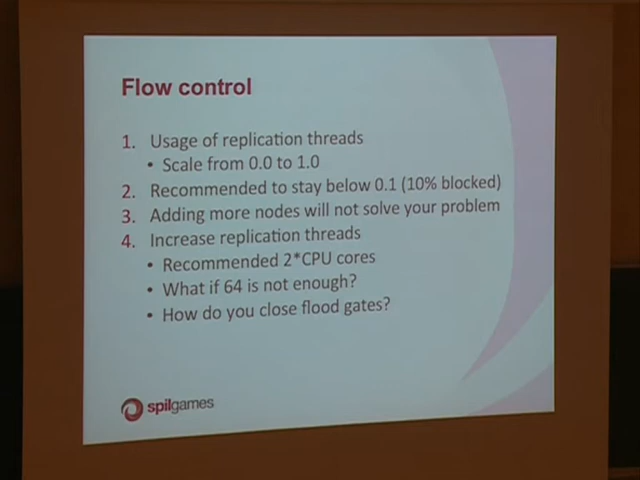 Flow control
1. Usage of replication threads
• Scale from 0.0 to 1.0
2. Recommended to stay below 0.1 (10% blocked)
3. Adding more nodes will not solve your problem
4. Increase replication threads
• Recommended 2*CPU cores
• What if 64 is not enough?
• How do you close flood gates?
spilgames